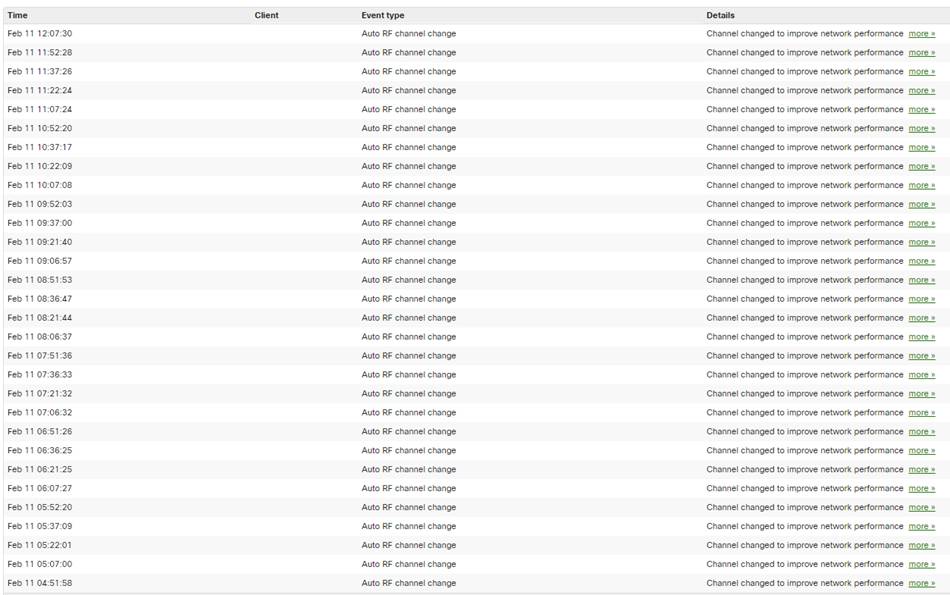 Time Client Event type Details
Feb 11 12:07:30 Auto RF channel change Channel changed to improve network performance more »
Feb 11 11:52:28 Auto RF channel change Channel changed to improve network performance more »
Feb 11 11:37:26 Auto RF channel change Channel changed to improve network performance more »
Feb 11 11:22:24 Auto RF channel change Channel changed to improve network performance more »
Feb 11 11:07:24 Auto RF channel change Channel changed to improve network performance more »
Feb 11 10:52:20 Auto RF channel change Channel changed to improve network performance more »
Feb 11 10:37:17 Auto RF channel change Channel changed to improve network performance more »
Feb 11 10:22:09 Auto RF channel change Channel changed to improve network performance more »
Feb 11 10:07:08 Auto RF channel change Channel changed to improve network performance more »
Feb 11 09:52:03 Auto RF channel change Channel changed to improve network performance more »
Feb 11 09:37:00 Auto RF channel change Channel changed to improve network performance more »
Feb 11 09:21:40 Auto RF channel change Channel changed to improve network performance more »
Feb 11 09:06:57 Auto RF channel change Channel changed to improve network performance more »
Feb 11 08:51:53 Auto RF channel change Channel changed to improve network performance more »
Feb 11 08:36:47 Auto RF channel change Channel changed to improve network performance more »
Feb 11 08:21:44 Auto RF channel change Channel changed to improve network performance more »
Feb 11 08:06:37 Auto RF channel change Channel changed to improve network performance more »
Feb 11 07:51:36 Auto RF channel change Channel changed to improve network performance more »
Feb 11 07:36:33 Auto RF channel change Channel changed to improve network performance more »
Feb 11 07:21:32 Auto RF channel change Channel changed to improve network performance more »
Feb 11 07:06:32 Auto RF channel change Channel changed to improve network performance more »
Feb 11 06:51:26 Auto RF channel change Channel changed to improve network performance more »
Feb 11 06:36:25 Auto RF channel change Channel changed to improve network performance more »
Feb 11 06:21:25 Auto RF channel change Channel changed to improve network performance more »
Feb 11 06:07:27 Auto RF channel change Channel changed to improve network performance more »
Feb 11 05:52:20 Auto RF channel change Channel changed to improve network performance more »
Feb 11 05:37:09 Auto RF channel change Channel changed to improve network performance more »
Feb 11 05:22:01 Auto RF channel change Channel changed to improve network performance more »
Feb 11 05:07:00 Auto RF channel change Channel changed to improve network performance more »
Feb 11 04:51:58 Auto RF channel change Channel changed to improve network performance more »